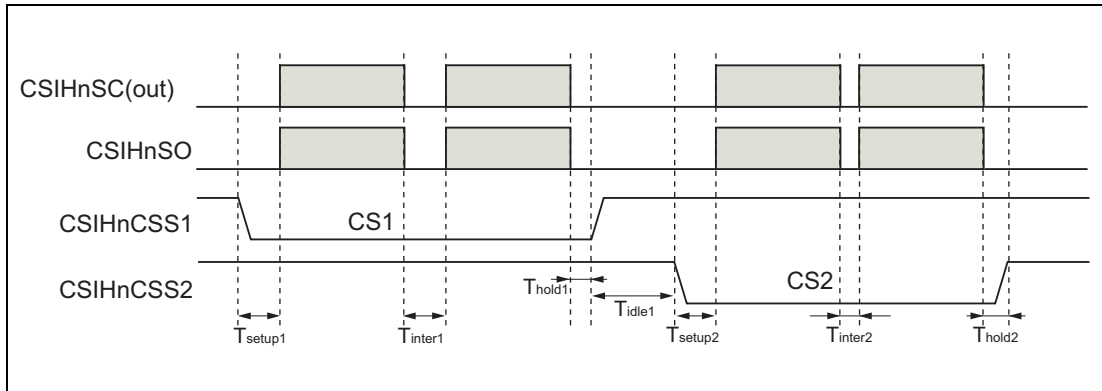 CSIHnSC(out)
CSIHnSO
CSIHnCSS1
CS1
CSIHnCSS2
CS2
Thold1
Tidle1
Tsetup1
Tinter1
Tsetup2
Tinter2
Thold2